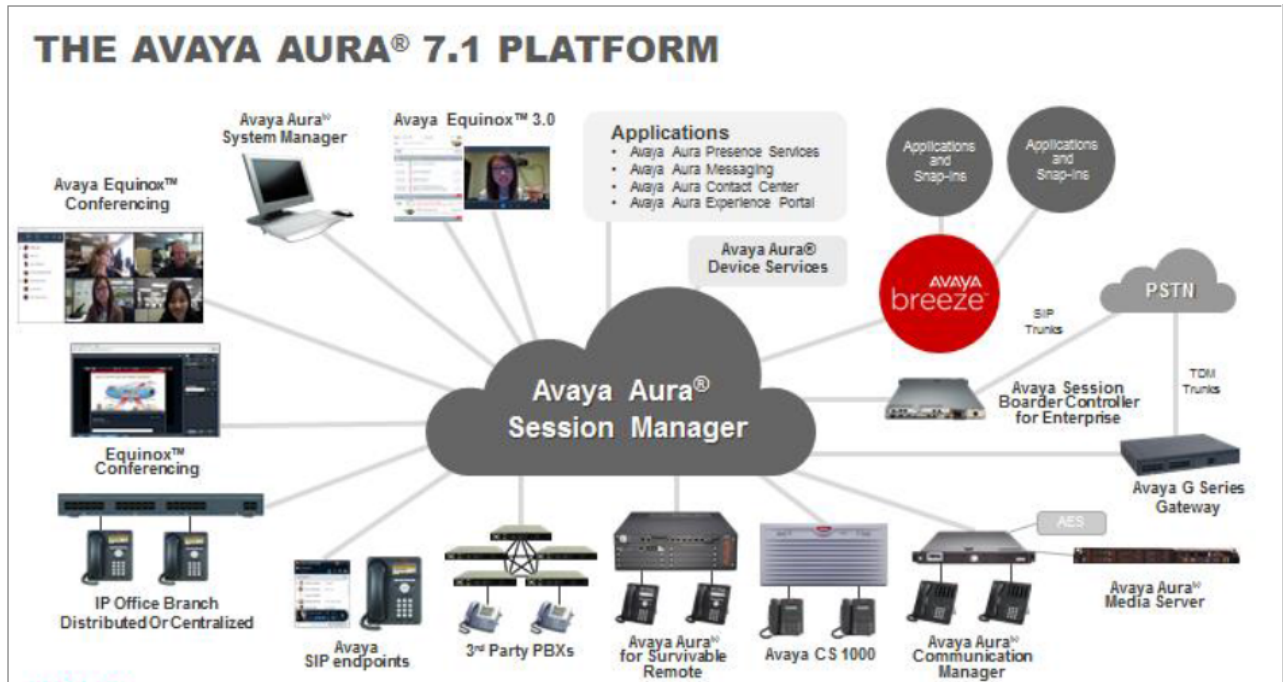 THE AVAYA AURA® 7.1 PLATFORM
Avaya Aura®
System Manager
Avaya Equinox™ 3.0
Applications
• Avaya Aura Presence Services
• Avaya Aura Messaging
• Avaya Aura Contact Center
• Avaya Aura Experience Portal
Applications
and
Snap-ins
Applications
and
Snap-ins
Avaya Equinox™
Conferencing
Avaya Aura®
Device Services
AVAYA
breeze™
PSTN
SIP
Trunks
TDM
Trunks
Avaya Aura®
Session Manager
Avaya Session
Boarder Controller
for Enterprise
Equinox™
Conferencing
Avaya G Series
Gateway
AES
IP Office Branch
Distributed Or Centralized
Avaya
SIP endpoints
3rd Party PBXs
Avaya Aura®
for Survivable
Remote
Avaya CS 1000
Avaya Aura®
Communication
Manager
Avaya Aura®
Media Server